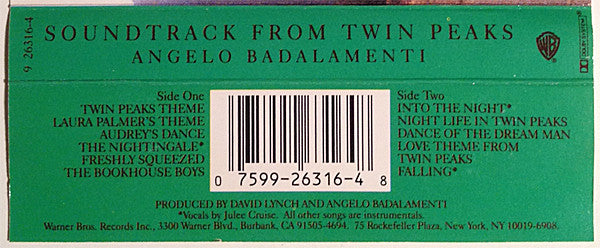 9 26316-4
SOUNDTRACK FROM TWIN PEAKS
ANGELO BADALAMENTI
WB
Side One
TWIN PEAKS THEME
LAURA PALMER'S THEME
AUDREY'S DANCE
THE NIGHTINGALE*
FRESHLY SQUEEZED
THE BOOKHOUSE BOYS
0 7599-26316-4 8
Side Two
INTO THE NIGHT*
NIGHT LIFE IN TWIN PEAKS
DANCE OF THE DREAM MAN
LOVE THEME FROM
TWIN PEAKS
FALLING*
PRODUCED BY DAVID LYNCH AND ANGELO BADALAMENTI
*Vocals by Julee Cruise. All other songs are instrumentals.
Warner Bros. Records Inc., 3300 Warner Blvd., Burbank, CA 91505-4694. 75 Rockefeller Plaza, New York, NY 10019-6908.